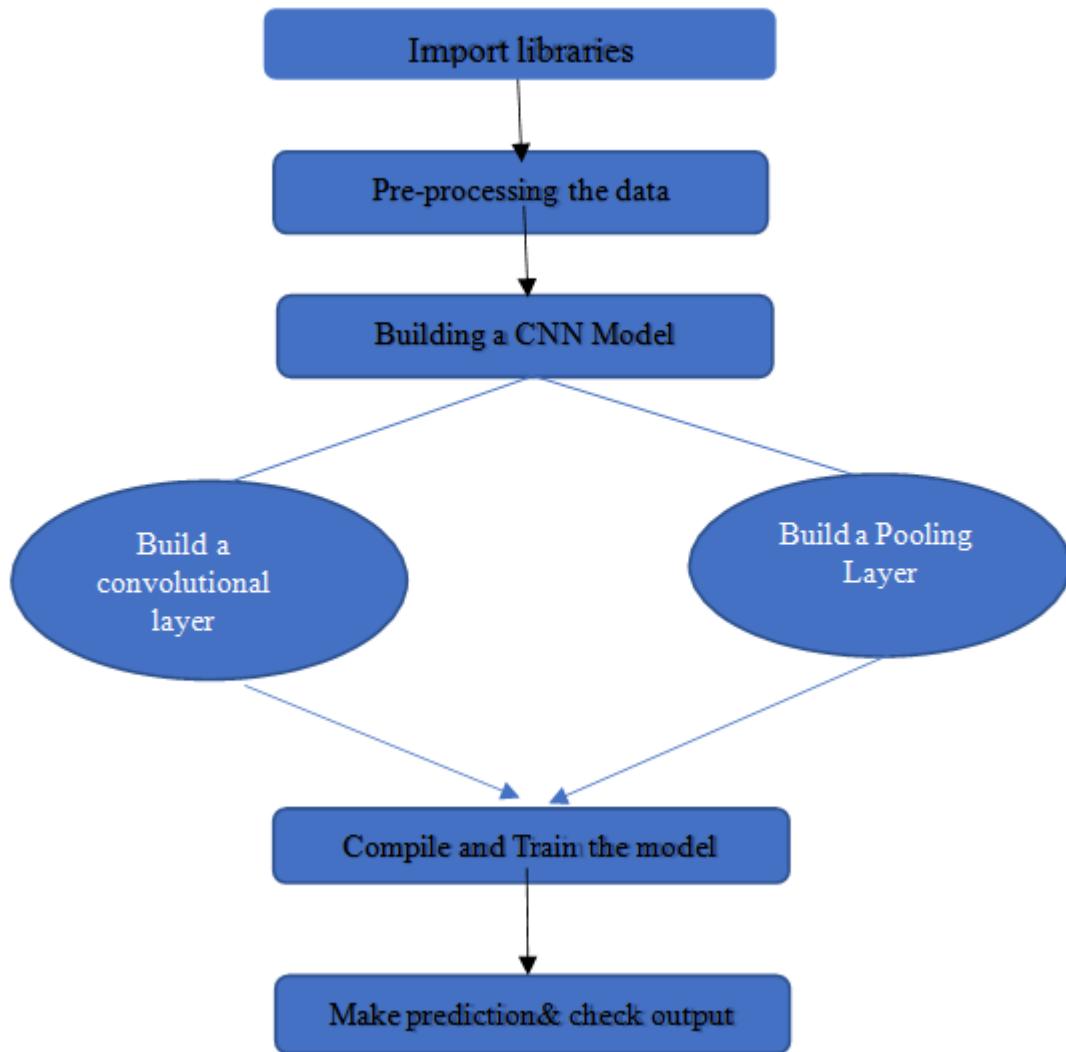 Import libraries
Pre-processing the data
Building a CNN Model
Build a
convolutional
layer
Build a Pooling
Layer
Compile and Train the model
Make prediction& check output